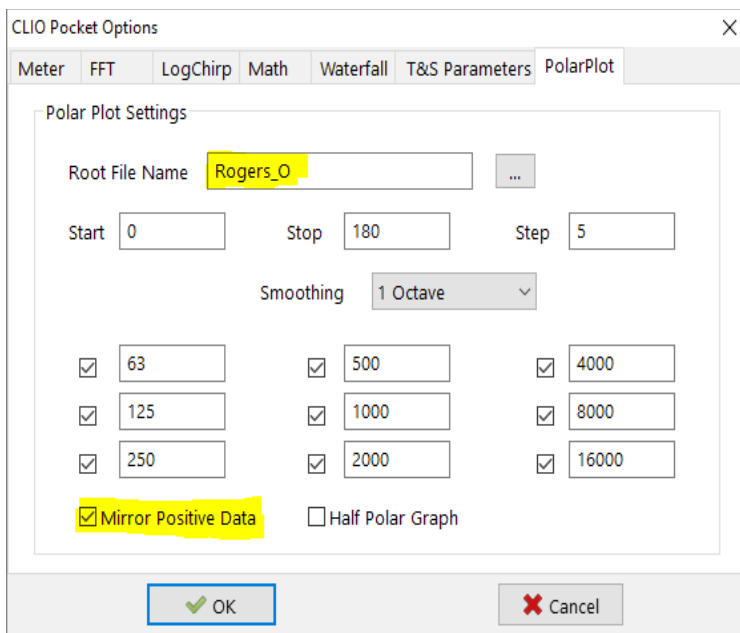 CLIO Pocket Options
Meter FFT LogChirp Math Waterfall T&S Parameters PolarPlot
Polar Plot Settings
Root File Name Rogers_O ...
Start 0 Stop 180 Step 5
Smoothing 1 Octave
63 500 4000
125 1000 8000
250 2000 16000
Mirror Positive Data Half Polar Graph
OK Cancel